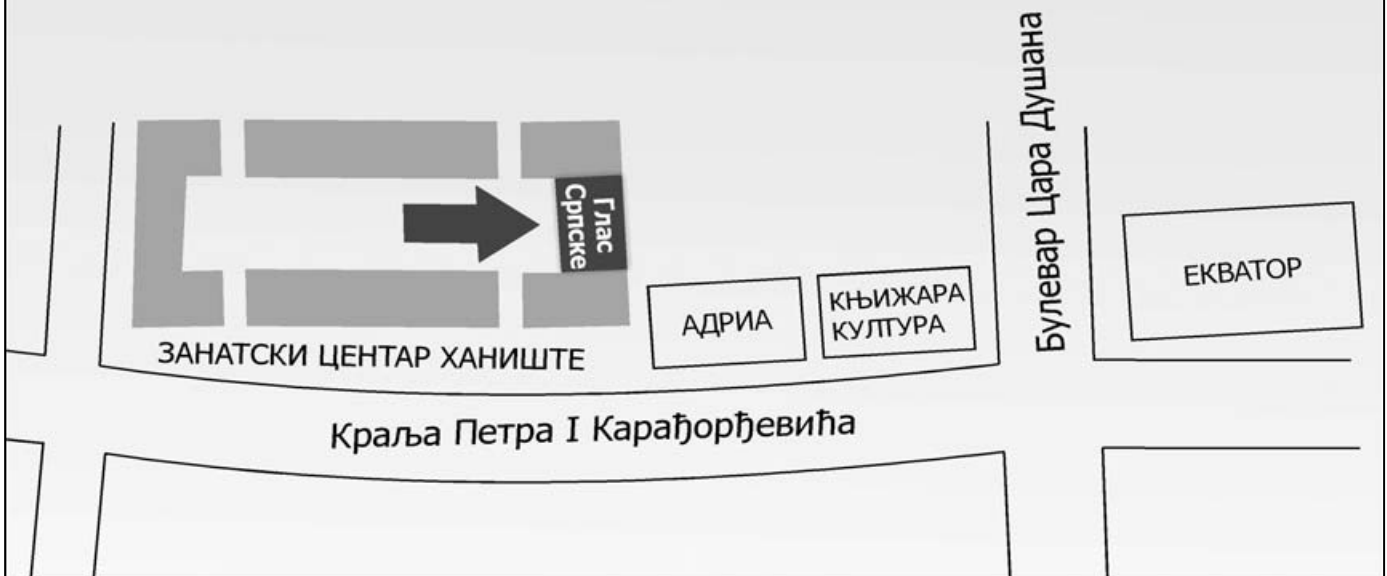 Булевар Цара Душана
Глас
Српске
ЕКВАТОР
АДРИА
КЊИЖАРА
КУЛТУРА
ЗАНАТСКИ ЦЕНТАР ХАНИШТЕ
Краља Петра I Карађорђевића